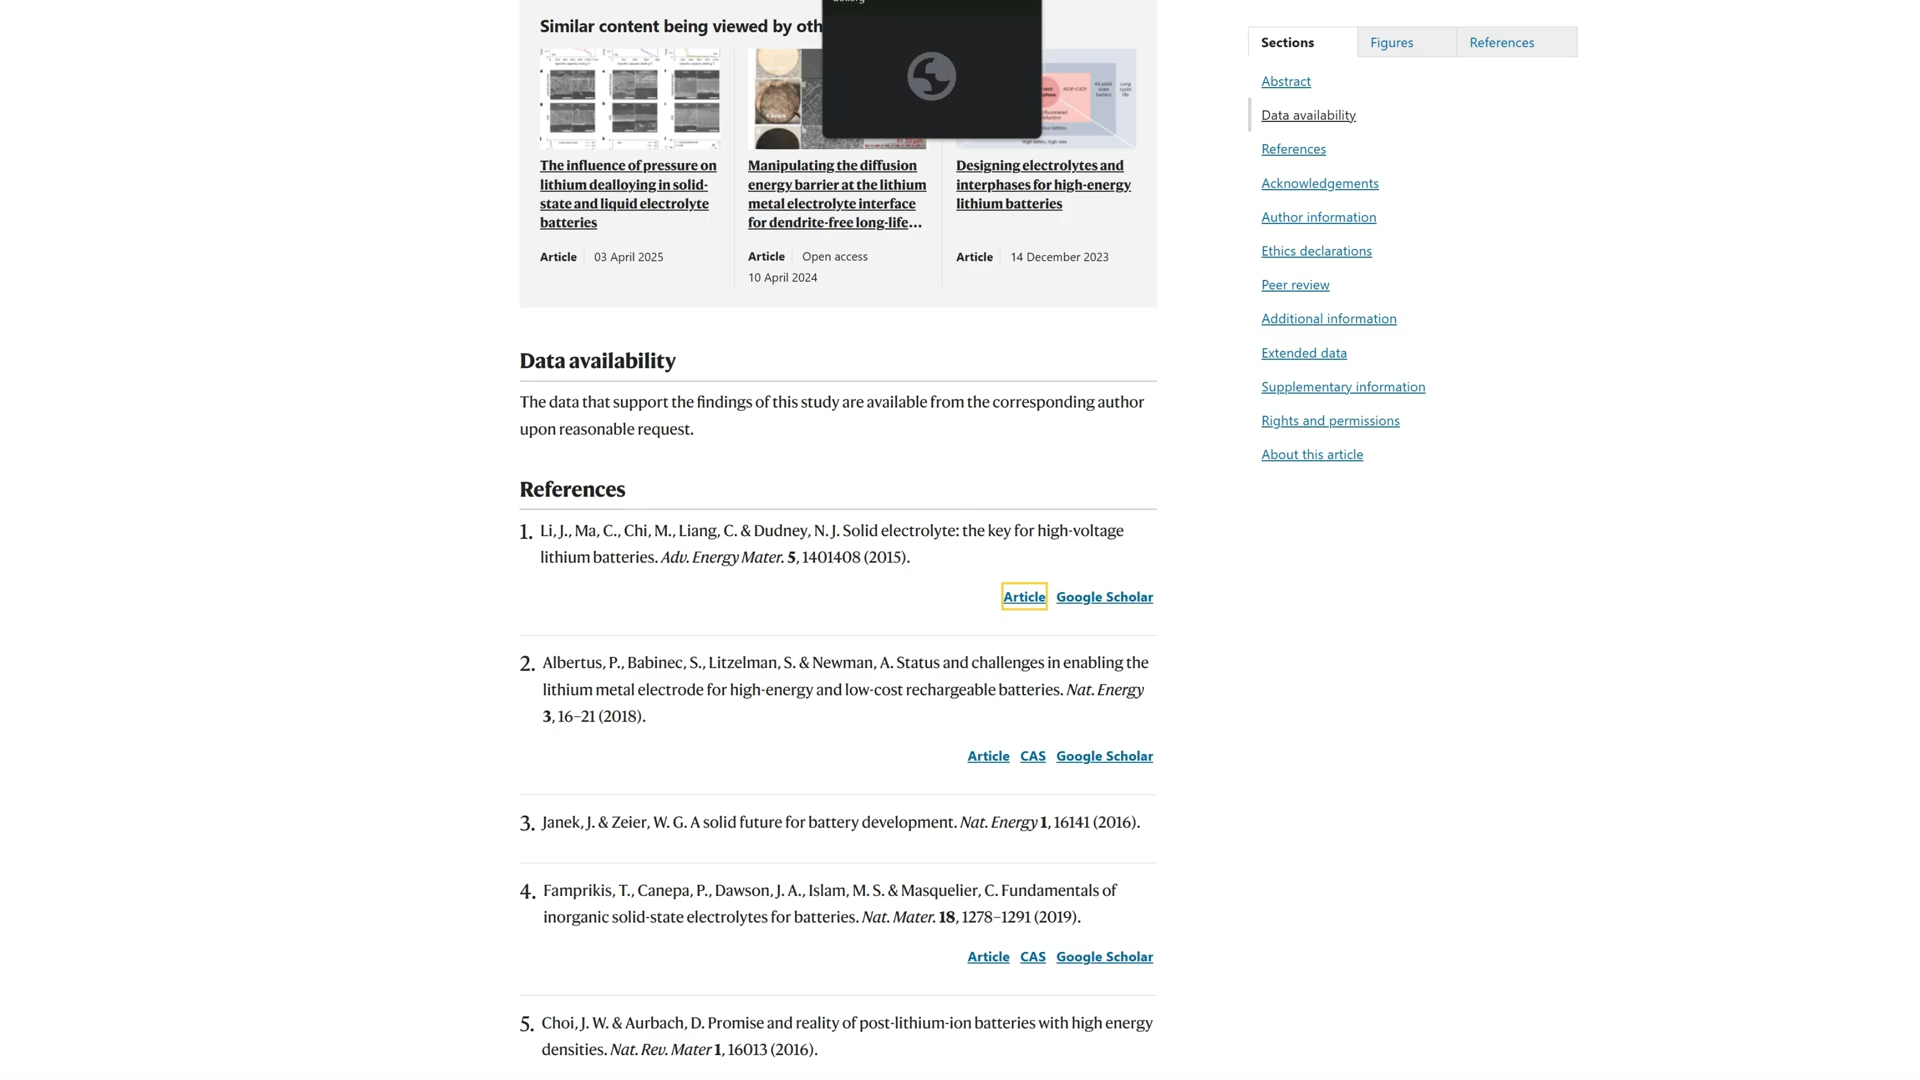 Similar content being viewed by oth
Sections
Figures
References
The influence of pressure on
lithium dealloying in solid-
state and liquid electrolyte
batteries
Article
03 April 2025
Manipulating the diffusion
energy barrier at the lithium
metal electrolyte interface
for dendrite-free long-life...
Article
Open access
10 April 2024
Designing electrolytes and
interphases for high-energy
lithium batteries
Article
14 December 2023
Abstract
Data availability
References
Acknowledgements
Author information
Ethics declarations
Peer review
Additional information
Extended data
Supplementary information
Rights and permissions
About this article
Data availability
The data that support the findings of this study are available from the corresponding author
upon reasonable request.
References
1. Li, J., Ma, C., Chi, M., Liang, C. & Dudney, N. J. Solid electrolyte: the key for high-voltage
lithium batteries. Adv. Energy Mater. 5, 1401408 (2015).
Article Google Scholar
2. Albertus, P., Babinec, S., Litzelman, S. & Newman, A. Status and challenges in enabling the
lithium metal electrode for high-energy and low-cost rechargeable batteries. Nat. Energy
3, 16–21 (2018).
Article CAS Google Scholar
3. Janek, J. & Zeier, W. G. A solid future for battery development. Nat. Energy 1, 16141 (2016).
4. Famprikis, T., Canepa, P., Dawson, J. A., Islam, M. S. & Masquelier, C. Fundamentals of
inorganic solid-state electrolytes for batteries. Nat. Mater. 18, 1278–1291 (2019).
Article CAS Google Scholar
5. Choi, J. W. & Aurbach, D. Promise and reality of post-lithium-ion batteries with high energy
densities. Nat. Rev. Mater 1, 16013 (2016).